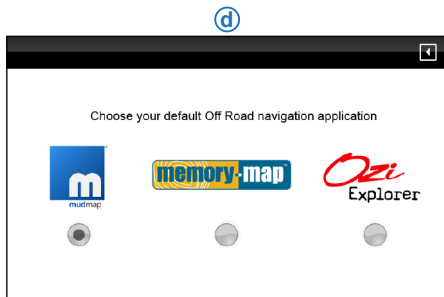 d
Choose your default Off Road navigation application
m
mudmap
memory-map
Ozi
Explorer